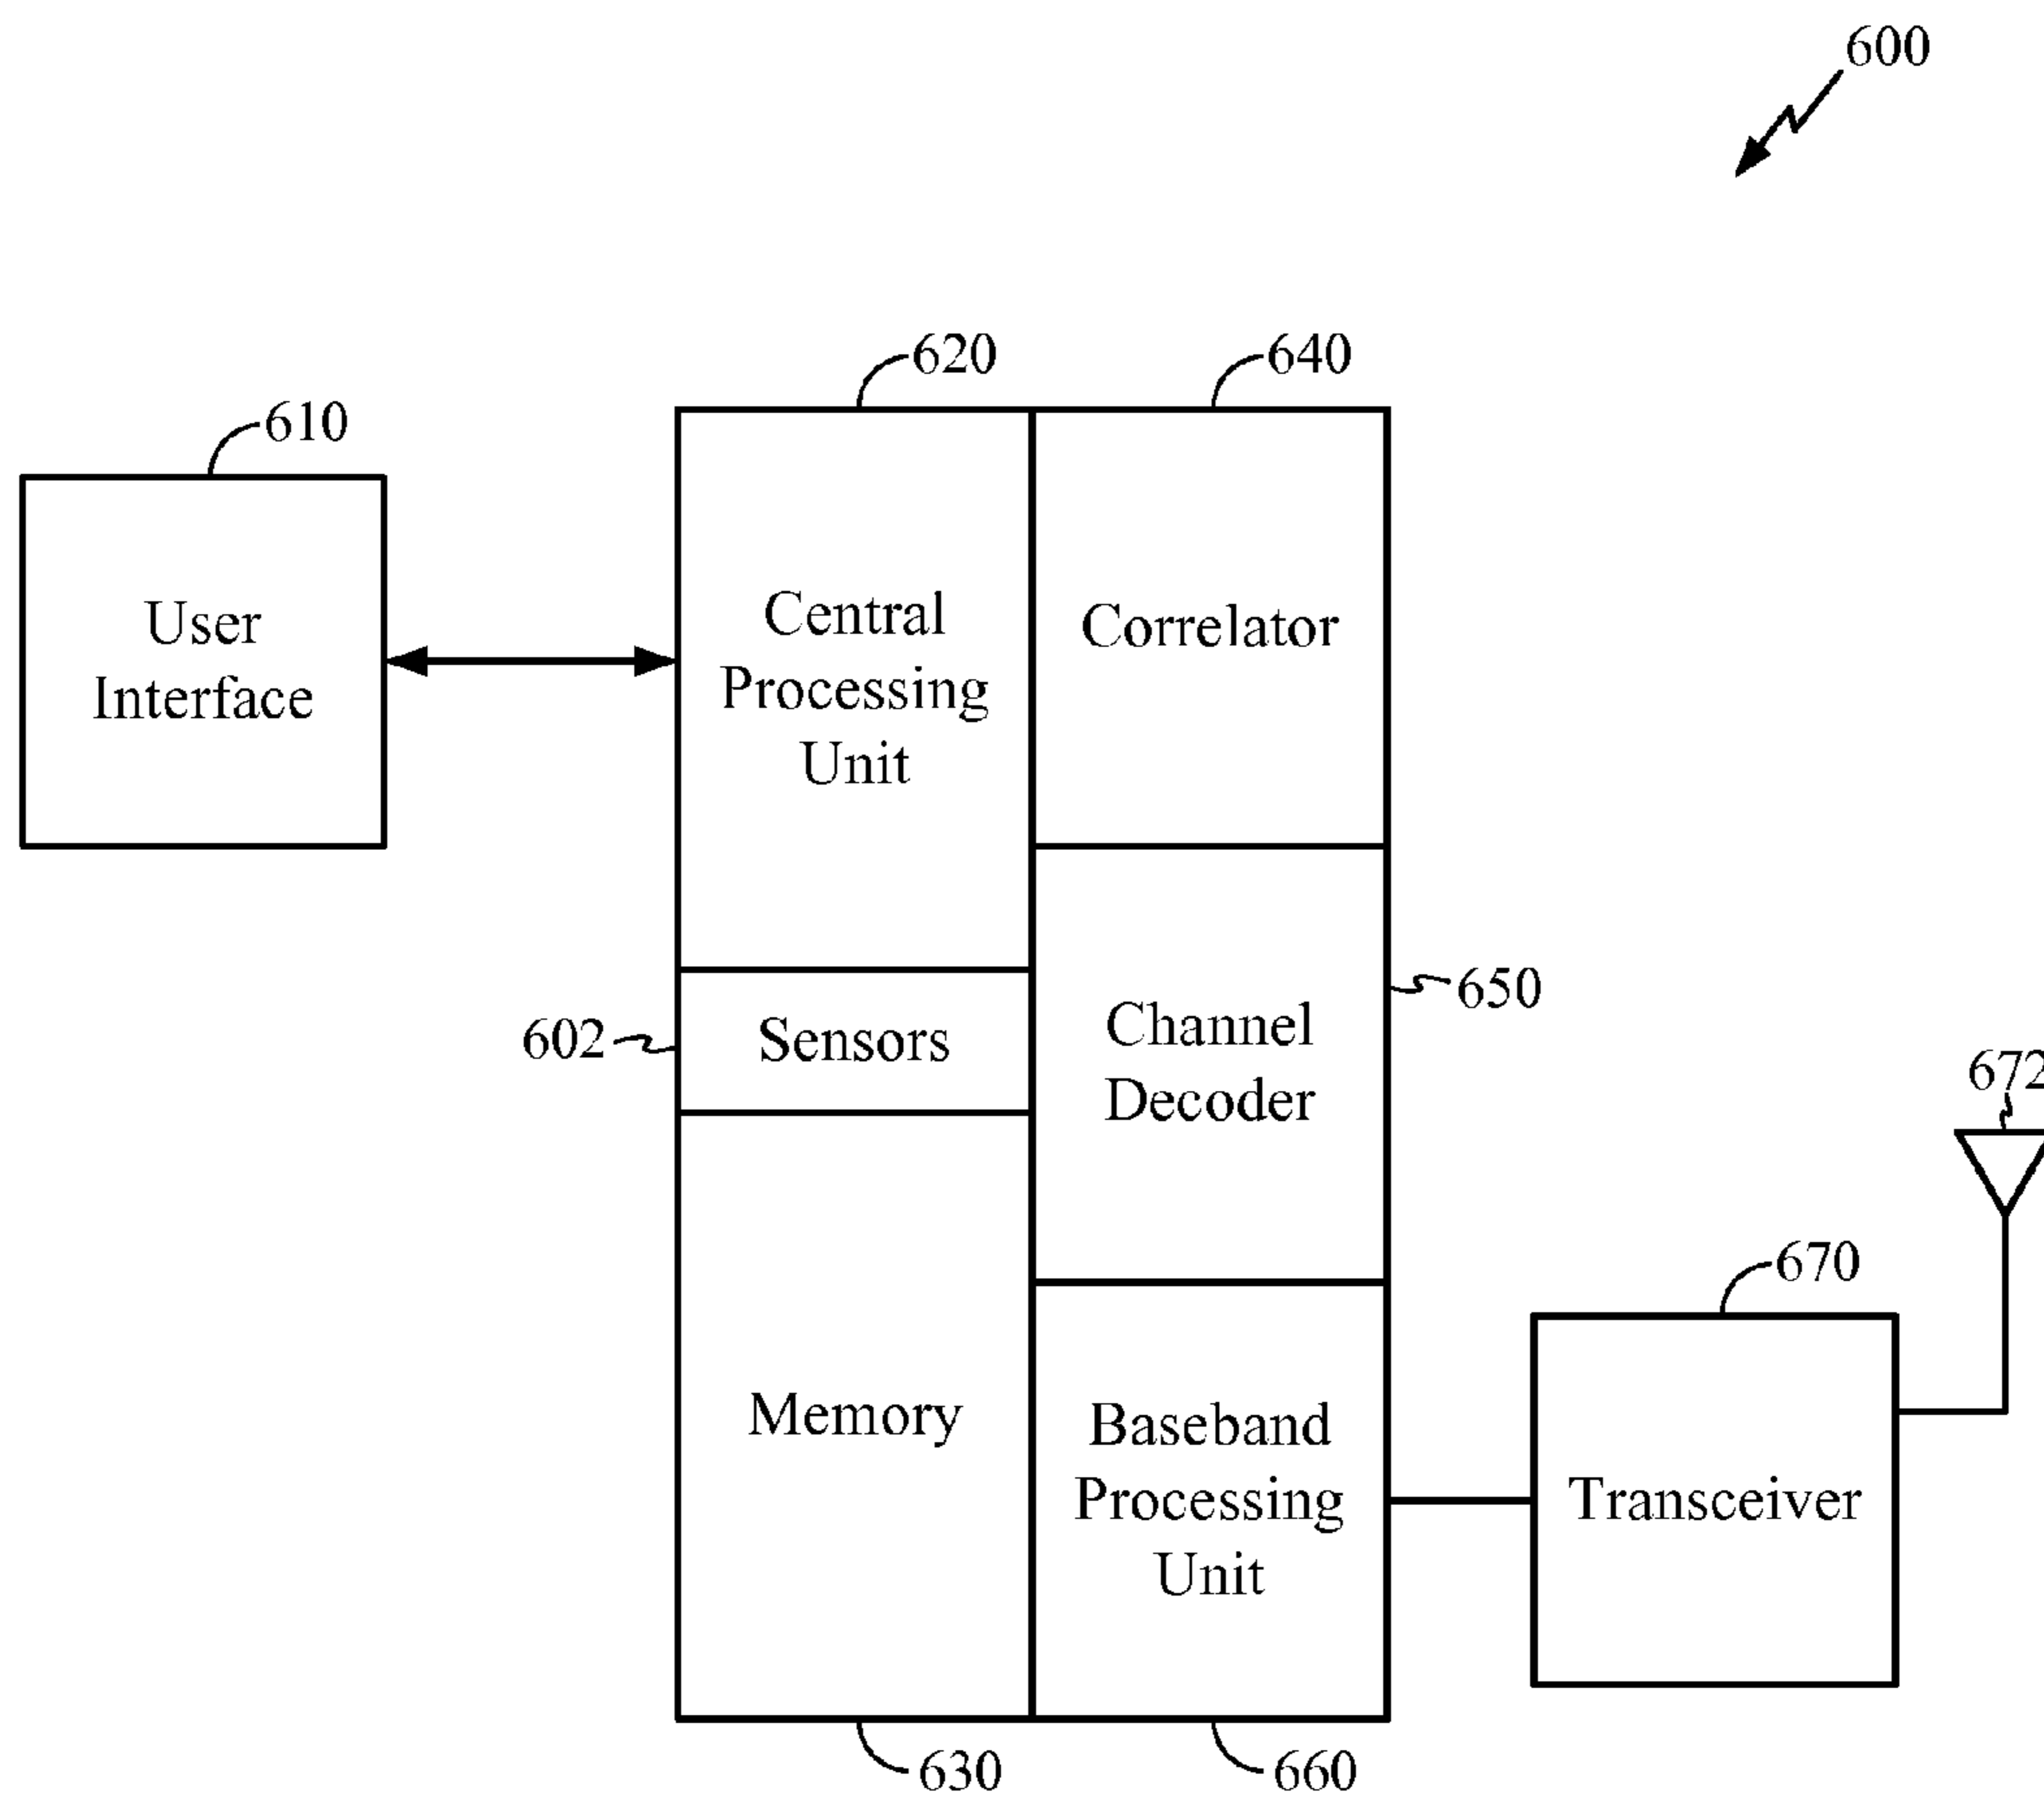 600
620
640
610
User
Interface
Central
Processing
Unit
Correlator
602
Sensors
Channel
Decoder
650
672
670
Memory
Baseband
Processing
Unit
Transceiver
630
660